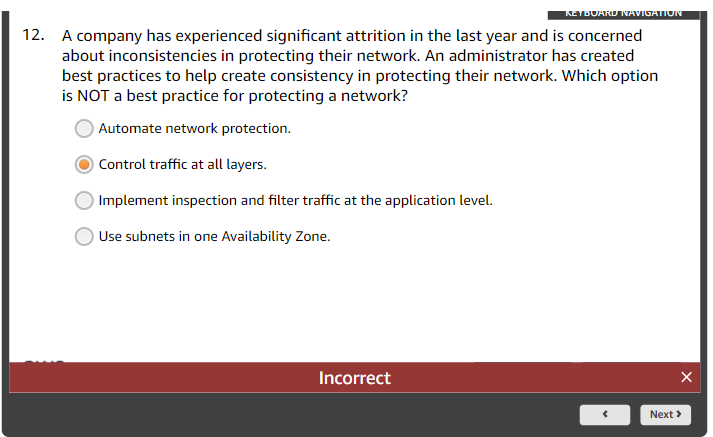 KEYBOARD NAVIGATION
12. A company has experienced significant attrition in the last year and is concerned
about inconsistencies in protecting their network. An administrator has created
best practices to help create consistency in protecting their network. Which option
is NOT a best practice for protecting a network?
Automate network protection.
Control traffic at all layers.
Implement inspection and filter traffic at the application level.
Use subnets in one Availability Zone.
Incorrect
Next